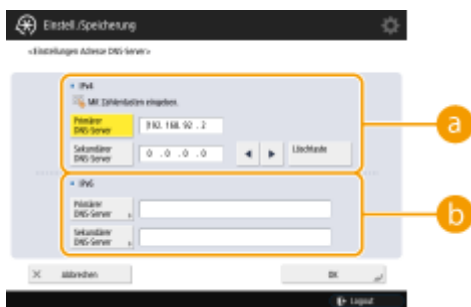 Einstell./Speicherung
<Einstellungen Adresse DNS-Server>
IPv4
Mit Zahlentasten eingeben.
Primärer
DNS-Server
192. 168. 92 . 2
Sekundärer
DNS-Server
0 . 0 . 0 . 0
Löschtaste
a
IPv6
Primärer
DNS-Server
Sekundärer
DNS-Server
b
Abbrechen
OK
Logout